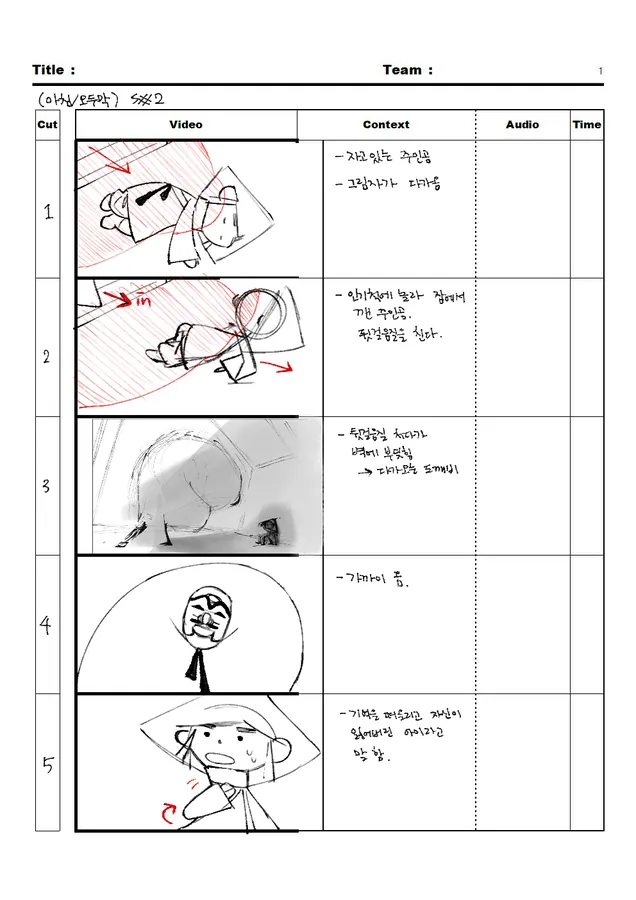 Title :
Team :
1
(아침/오두막) S#2
Cut
Video
Context
Audio
Time
1
- 자고있는 주인공
- 그림자가 다가옴
2
in
- 인기척에 놀라 잠에서
깬 주인공.
뒷걸음질을 친다.
3
- 뒷걸음질 치다가
벽에 부딪힘
→ 다가오는 도깨비
4
- 가까이 옴.
5
- 기억을 떠올리고 자신이
잃어버린 아이라고
말 함.